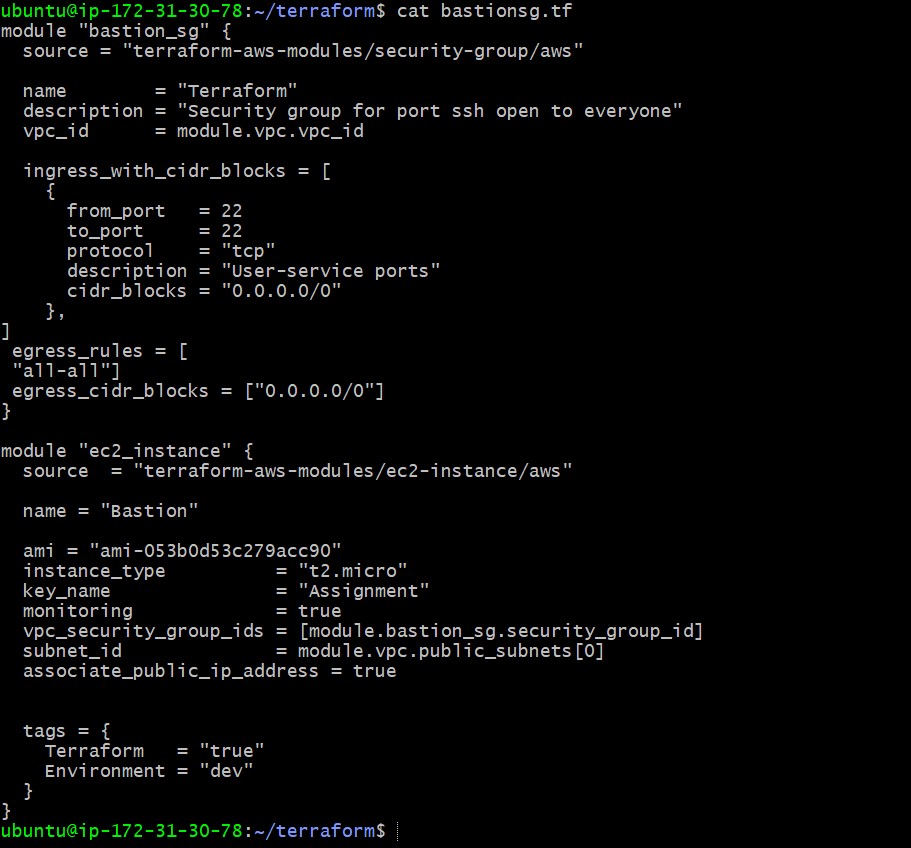 ubuntu@ip-172-31-30-78:~/terraform$ cat bastionsg.tf
module "bastion_sg" {
  source = "terraform-aws-modules/security-group/aws"

  name        = "Terraform"
  description = "Security group for port ssh open to everyone"
  vpc_id      = module.vpc.vpc_id

  ingress_with_cidr_blocks = [
    {
      from_port   = 22
      to_port     = 22
      protocol    = "tcp"
      description = "User-service ports"
      cidr_blocks = "0.0.0.0/0"
    },
]
 egress_rules = [
 "all-all"]
 egress_cidr_blocks = ["0.0.0.0/0"]
}

module "ec2_instance" {
  source  = "terraform-aws-modules/ec2-instance/aws"

  name = "Bastion"

  ami = "ami-053b0d53c279acc90"
  instance_type          = "t2.micro"
  key_name               = "Assignment"
  monitoring             = true
  vpc_security_group_ids = [module.bastion_sg.security_group_id]
  subnet_id              = module.vpc.public_subnets[0]
  associate_public_ip_address = true


  tags = {
    Terraform   = "true"
    Environment = "dev"
  }
}
ubuntu@ip-172-31-30-78:~/terraform$